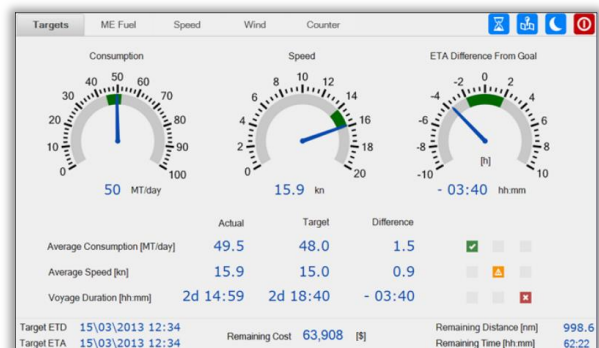 Targets ME Fuel Speed Wind Counter
Consumption Speed ETA Difference From Goal
0 10 20 30 40 50 60 70 80 90 100
0 2 4 6 8 10 12 14 16 18 20
-10 -8 -6 -4 -2 0 2 4 6 8 10
[h]
50 MT/day 15.9 kn - 03:40 hh:mm
Actual Target Difference
Average Consumption [MT/day] 49.5 48.0 1.5
Average Speed [kn] 15.9 15.0 0.9
Voyage Duration [hh:mm] 2d 14:59 2d 18:40 - 03:40
Target ETD 15\03\2013 12:34
Target ETA 15\03\2013 12:34
Remaining Cost 63,908 [$]
Remaining Distance [nm] 998.6
Remaining Time [hh:mm] 62:22